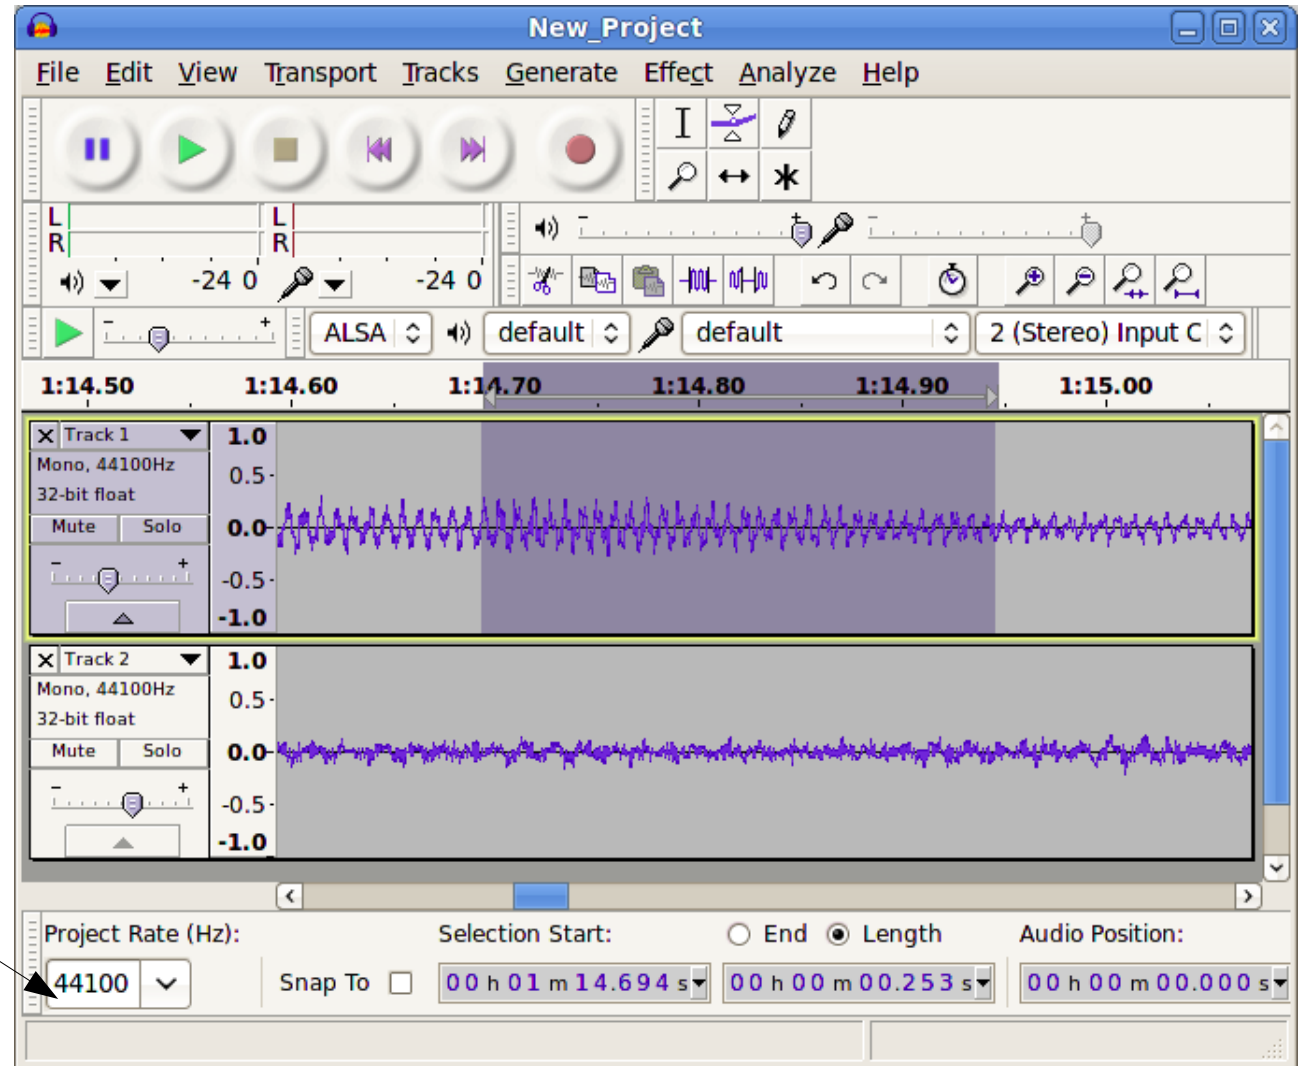 New_Project
File Edit View Transport Tracks Generate Effect Analyze Help
L
R
L
R
- +
- +
-24 0
-24 0
- +
ALSA
default
default
2 (Stereo) Input C
1:14.50 1:14.60 1:14.70 1:14.80 1:14.90 1:15.00
Track 1
Mono, 44100Hz
32-bit float
Mute Solo
- +
1.0
0.5
0.0
-0.5
-1.0
Track 2
Mono, 44100Hz
32-bit float
Mute Solo
- +
1.0
0.5
0.0
-0.5
-1.0
Project Rate (Hz): Selection Start: End Length Audio Position:
44100 Snap To 00 h 01 m 14.694 s 00 h 00 m 00.253 s 00 h 00 m 00.000 s